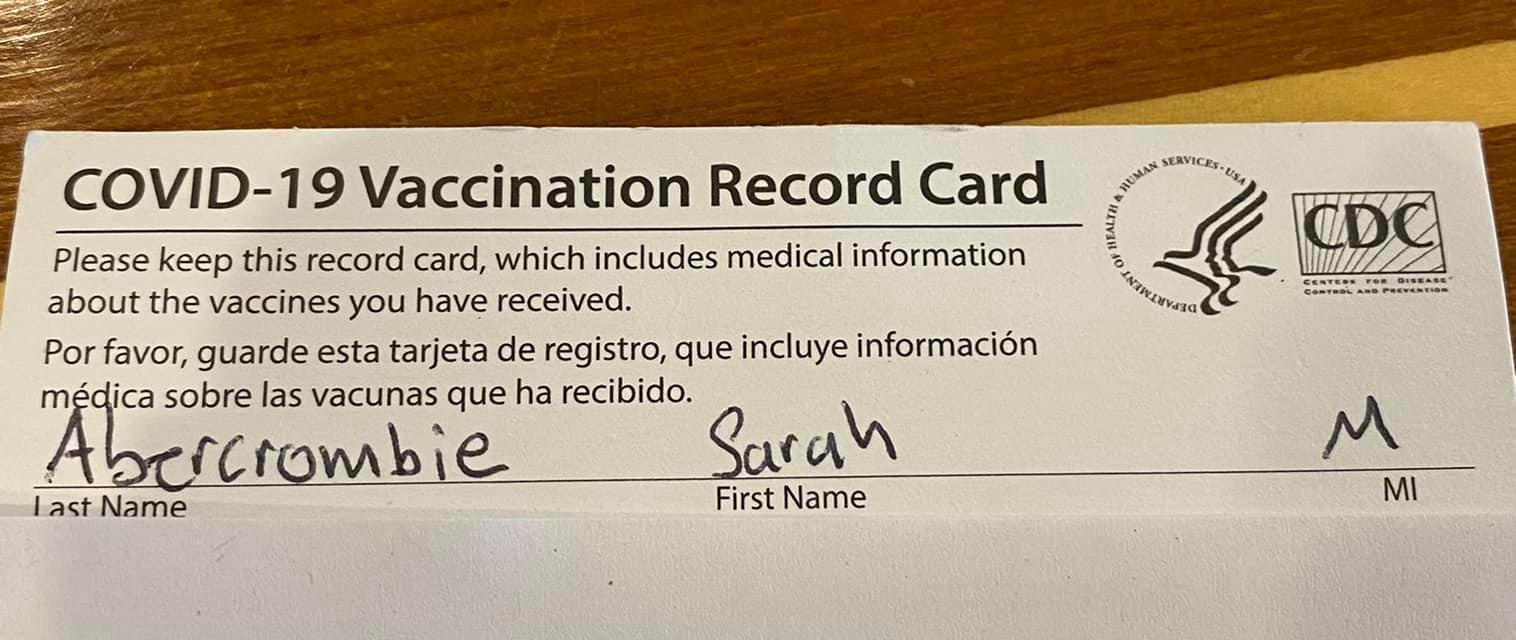 COVID-19 Vaccination Record Card
Please keep this record card, which includes medical information
about the vaccines you have received.
Por favor, guarde esta tarjeta de registro, que incluye información
médica sobre las vacunas que ha recibido.
Abercrombie Sarah M
Last Name First Name MI
DEPARTMENT OF HEALTH & HUMAN SERVICES · USA
CDC
CENTERS FOR DISEASE
CONTROL AND PREVENTION